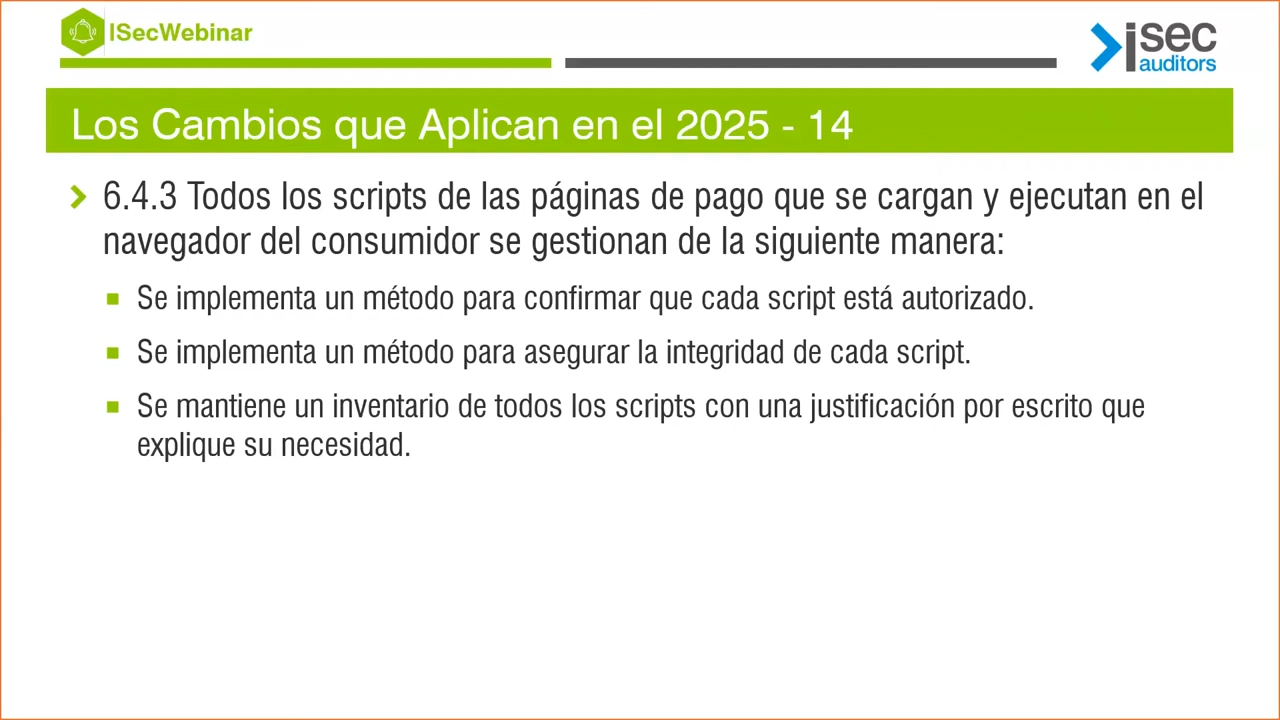 ISecWebinar
isec
auditors
Los Cambios que Aplican en el 2025 - 14
6.4.3 Todos los scripts de las páginas de pago que se cargan y ejecutan en el
navegador del consumidor se gestionan de la siguiente manera:
Se implementa un método para confirmar que cada script está autorizado.
Se implementa un método para asegurar la integridad de cada script.
Se mantiene un inventario de todos los scripts con una justificación por escrito que
explique su necesidad.